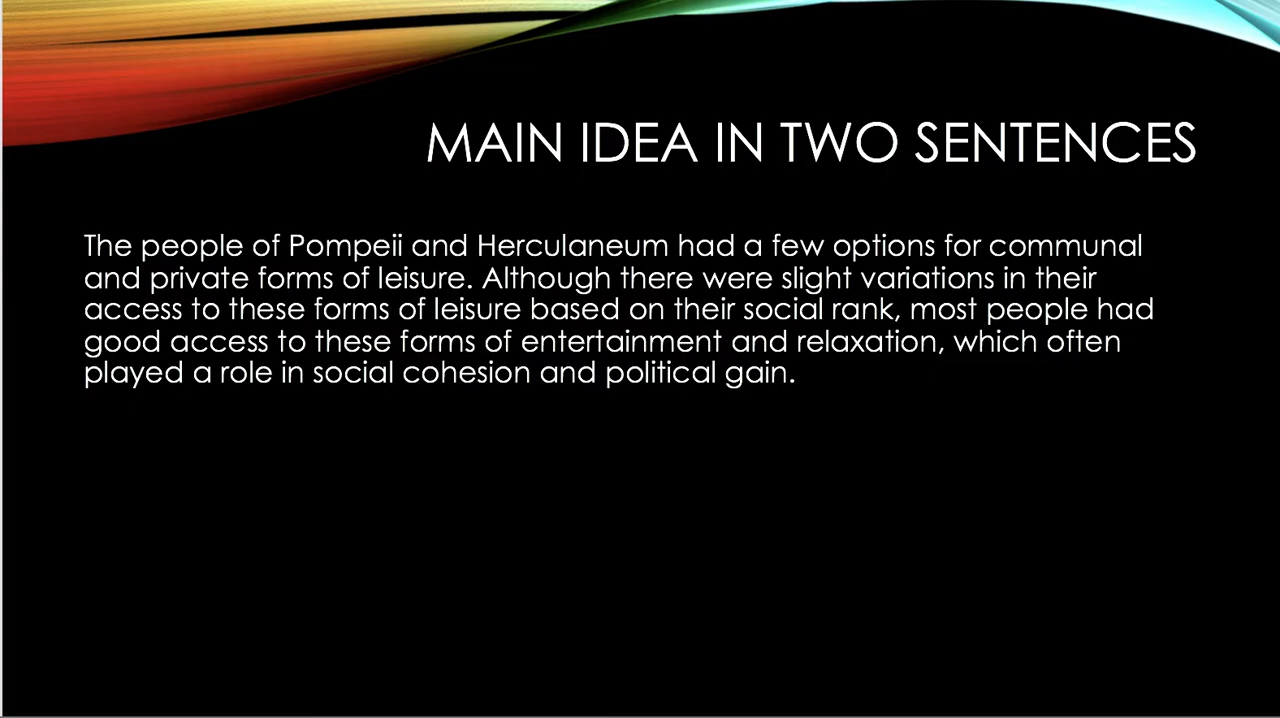 MAIN IDEA IN TWO SENTENCES
The people of Pompeii and Herculaneum had a few options for communal
and private forms of leisure. Although there were slight variations in their
access to these forms of leisure based on their social rank, most people had
good access to these forms of entertainment and relaxation, which often
played a role in social cohesion and political gain.